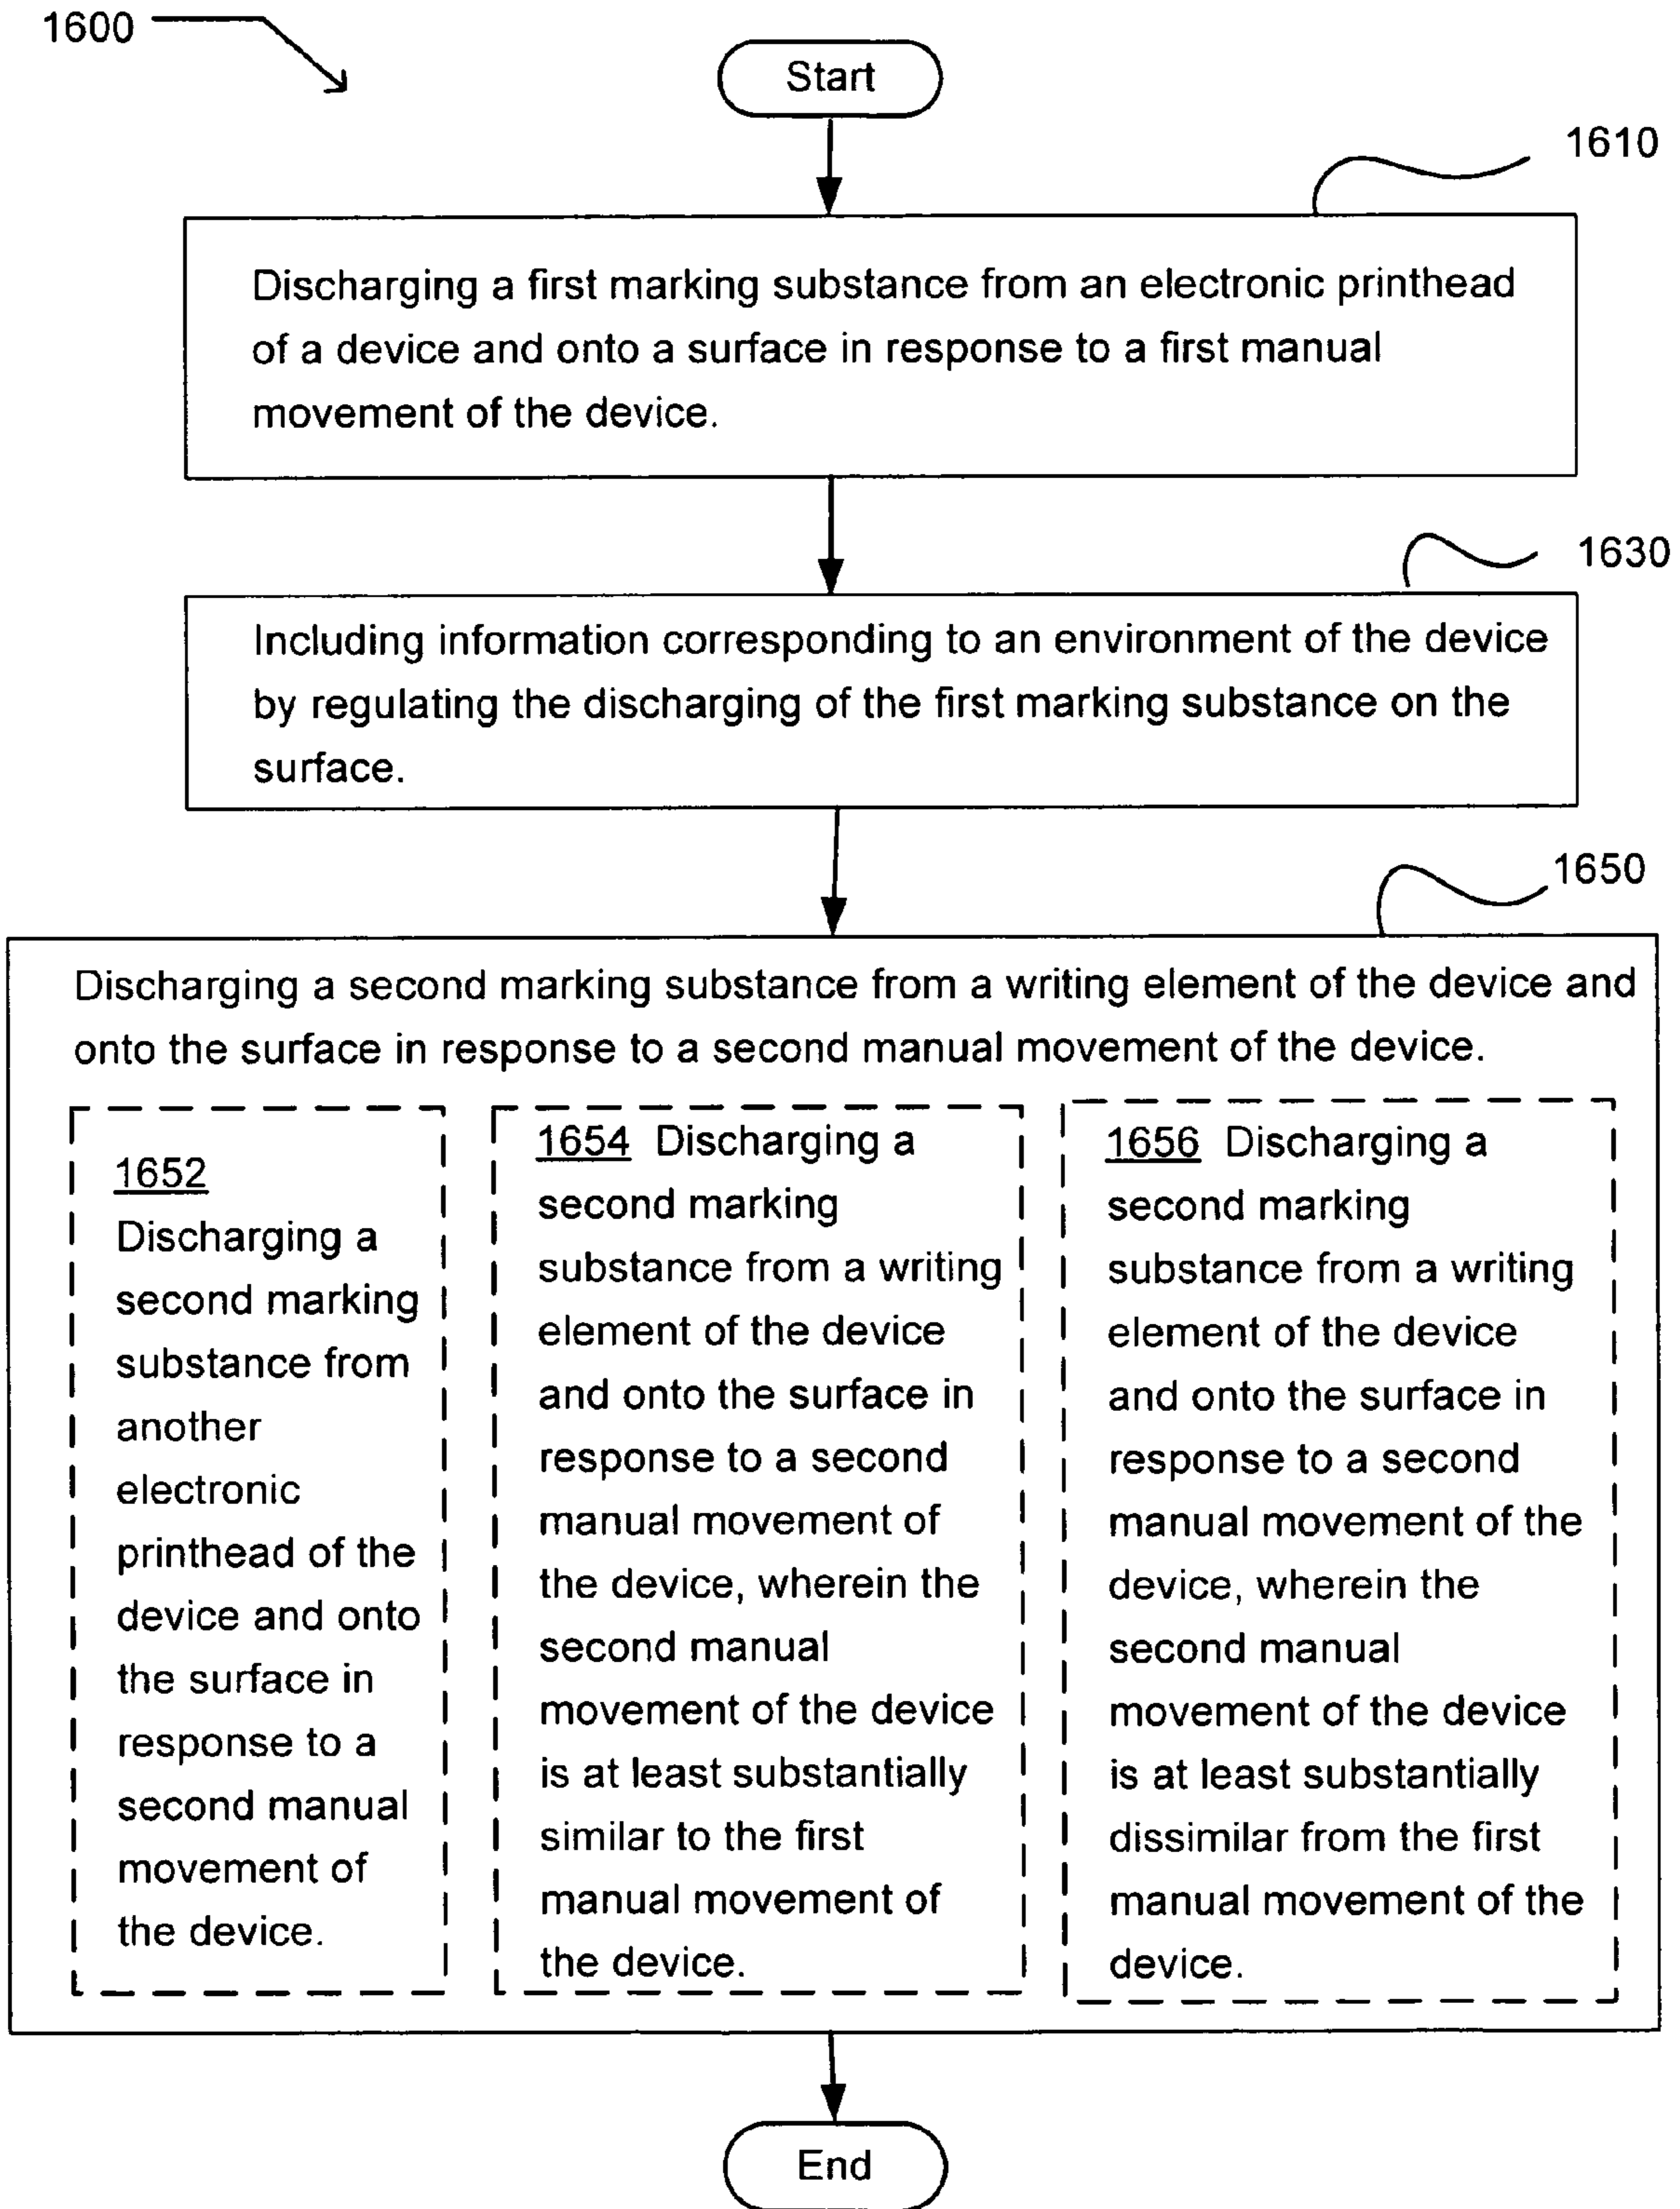 1600
Start
1610
Discharging a first marking substance from an electronic printhead
of a device and onto a surface in response to a first manual
movement of the device.
1630
Including information corresponding to an environment of the device
by regulating the discharging of the first marking substance on the
surface.
1650
Discharging a second marking substance from a writing element of the device and
onto the surface in response to a second manual movement of the device.
1652
Discharging a
second marking
substance from
another
electronic
printhead of the
device and onto
the surface in
response to a
second manual
movement of
the device.
1654 Discharging a
second marking
substance from a writing
element of the device
and onto the surface in
response to a second
manual movement of
the device, wherein the
second manual
movement of the device
is at least substantially
similar to the first
manual movement of
the device.
1656 Discharging a
second marking
substance from a writing
element of the device
and onto the surface in
response to a second
manual movement of the
device, wherein the
second manual
movement of the device
is at least substantially
dissimilar from the first
manual movement of the
device.
End